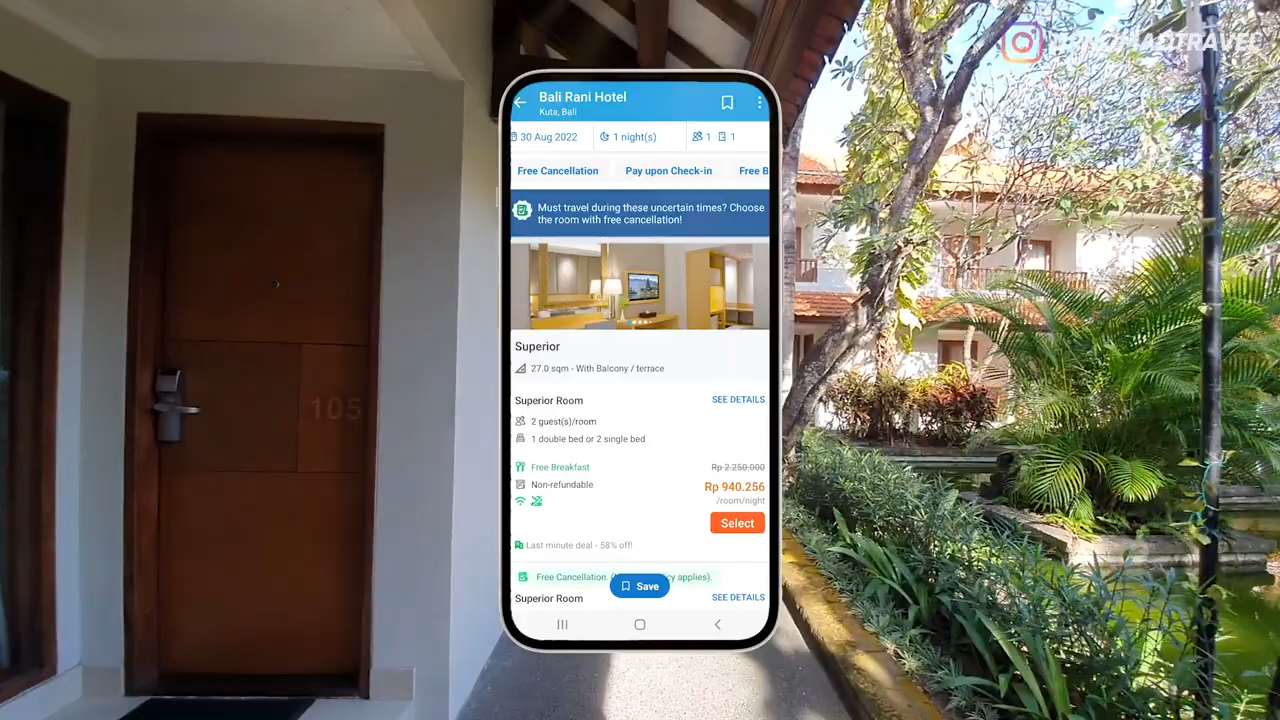 Bali Rani Hotel
Kuta, Bali
30 Aug 2022
1 night(s)
1
1
Free Cancellation
Pay upon Check-in
Free B
Must travel during these uncertain times? Choose
the room with free cancellation!
Superior
27.0 sqm - With Balcony / terrace
Superior Room
SEE DETAILS
2 guest(s)/room
1 double bed or 2 single bed
Free Breakfast
Rp 2.250.000
Non-refundable
Rp 940.256
/room/night
Select
Last minute deal - 58% off!
Free Cancellation. (
cy applies).
Save
Superior Room
SEE DETAILS
105